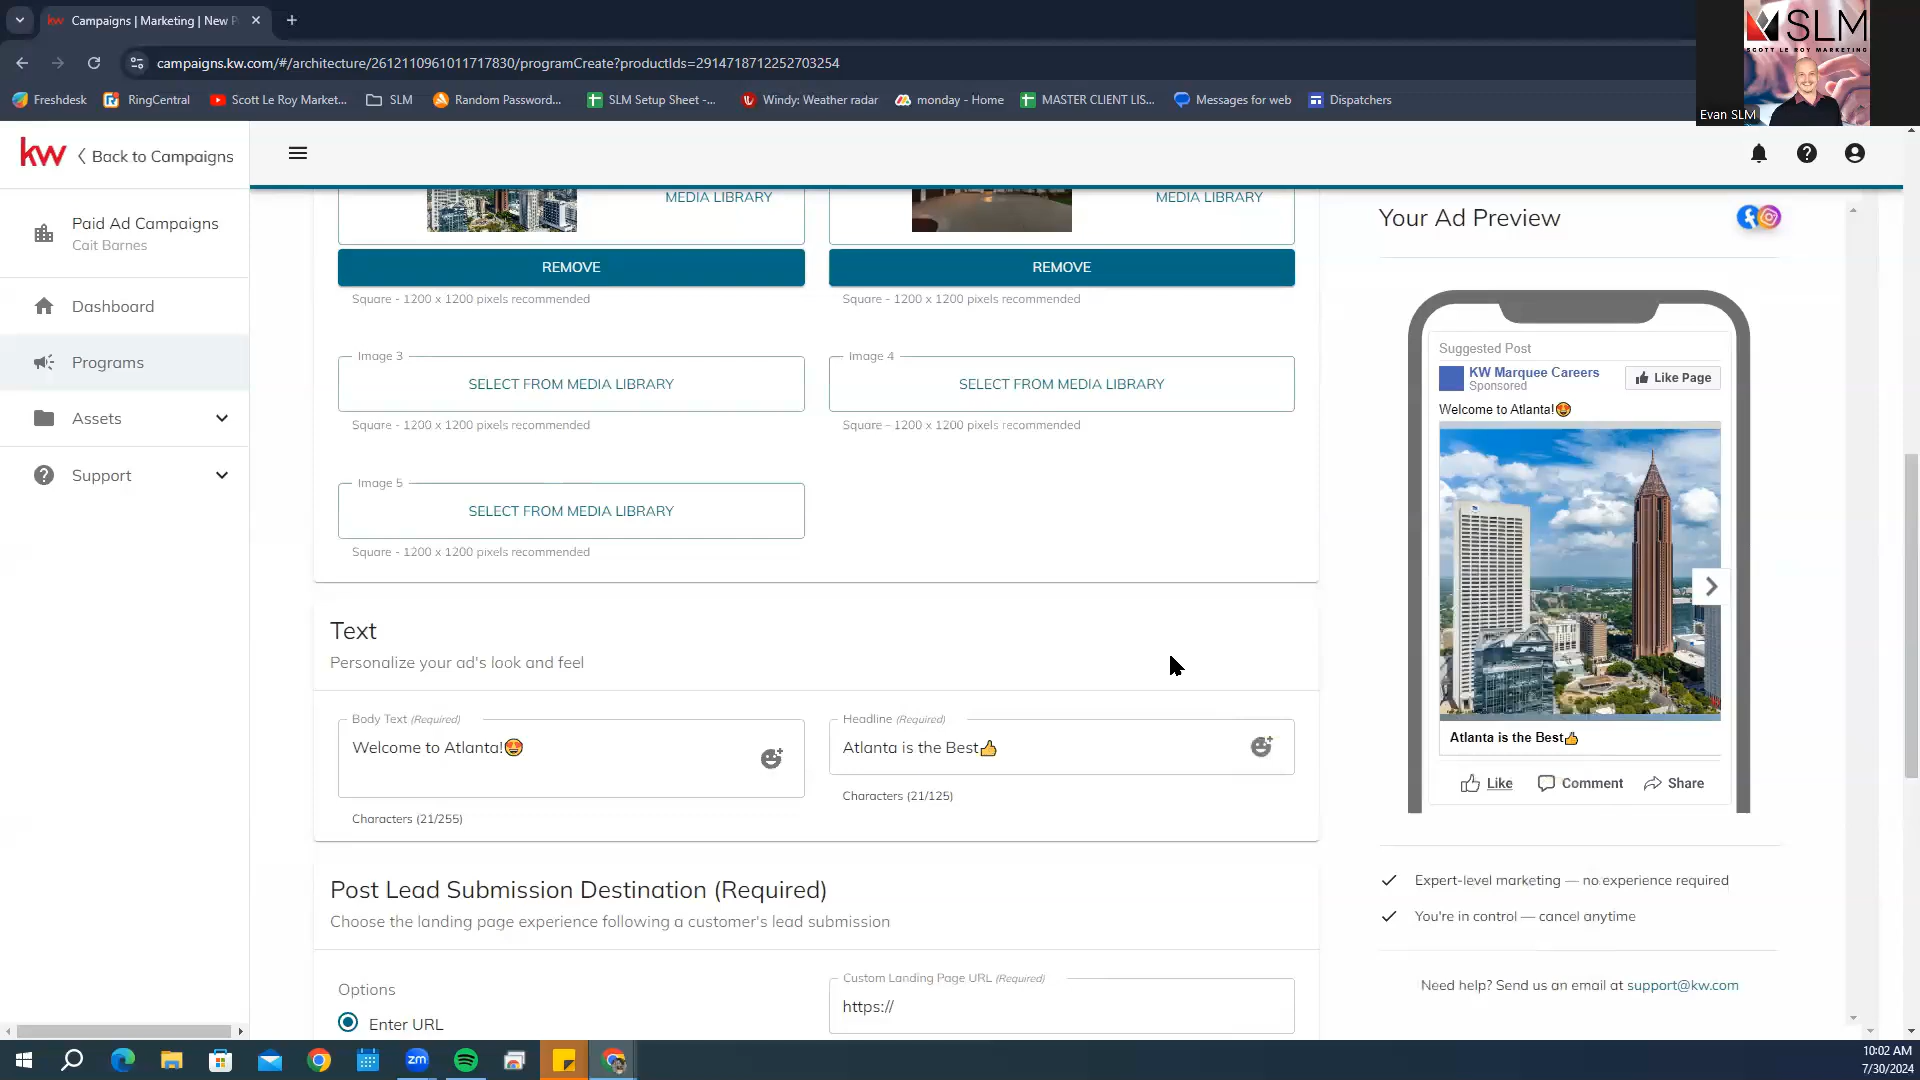 Campaigns | Marketing | New P
campaigns.kw.com/#/architecture/2612110961011717830/programCreate?productIds=2914718712252703254
Freshdesk
RingCentral
Scott Le Roy Market...
SLM
Random Password...
SLM Setup Sheet -...
Windy: Weather radar
monday - Home
MASTER CLIENT LIS...
Messages for web
Dispatchers
SLM
SCOTT LE ROY MARKETING
Evan SLM
kw
Back to Campaigns
Paid Ad Campaigns
Cait Barnes
Dashboard
Programs
Assets
Support
MEDIA LIBRARY
MEDIA LIBRARY
REMOVE
REMOVE
Square - 1200 x 1200 pixels recommended
Square - 1200 x 1200 pixels recommended
Image 3
SELECT FROM MEDIA LIBRARY
Square - 1200 x 1200 pixels recommended
Image 4
SELECT FROM MEDIA LIBRARY
Square - 1200 x 1200 pixels recommended
Image 5
SELECT FROM MEDIA LIBRARY
Square - 1200 x 1200 pixels recommended
Text
Personalize your ad's look and feel
Body Text (Required)
Welcome to Atlanta!🤩
Characters (21/255)
Headline (Required)
Atlanta is the Best👍
Characters (21/125)
Post Lead Submission Destination (Required)
Choose the landing page experience following a customer's lead submission
Options
Enter URL
Custom Landing Page URL (Required)
https://
Your Ad Preview
Suggested Post
KW Marquee Careers
Sponsored
Like Page
Welcome to Atlanta!🤩
Atlanta is the Best👍
Like
Comment
Share
Expert-level marketing — no experience required
You're in control — cancel anytime
Need help? Send us an email at support@kw.com
zm
10:02 AM
7/30/2024